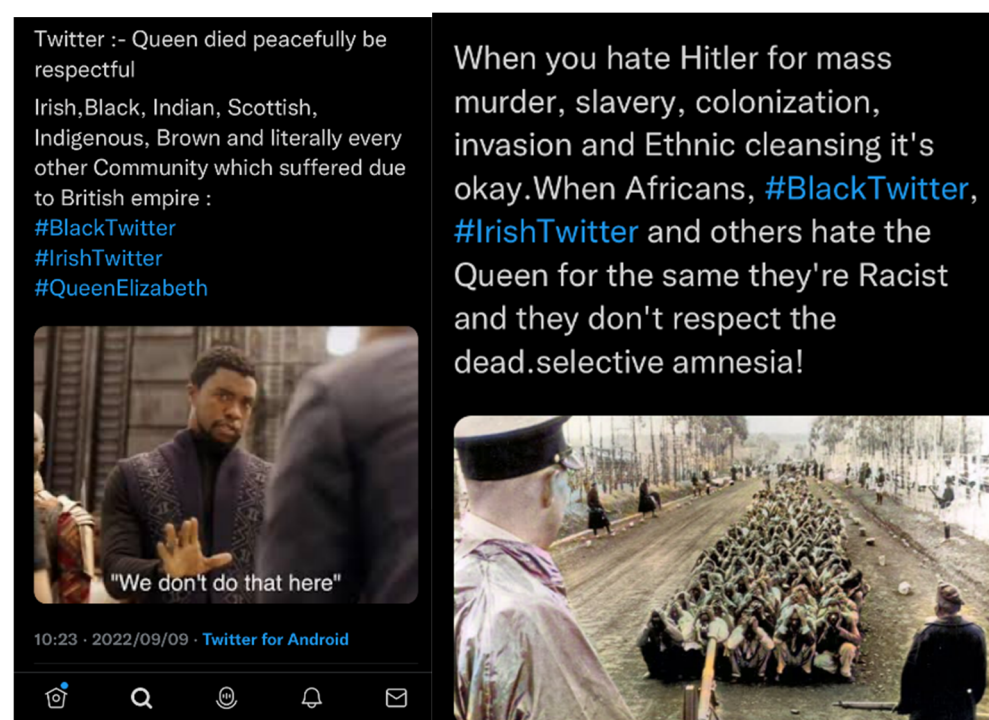 Twitter :- Queen died peacefully be
respectful
Irish,Black, Indian, Scottish,
Indigenous, Brown and literally every
other Community which suffered due
to British empire :
#BlackTwitter
#IrishTwitter
#QueenElizabeth
"We don't do that here"
10:23 · 2022/09/09 · Twitter for Android
When you hate Hitler for mass
murder, slavery, colonization,
invasion and Ethnic cleansing it's
okay.When Africans, #BlackTwitter,
#IrishTwitter and others hate the
Queen for the same they're Racist
and they don't respect the
dead.selective amnesia!